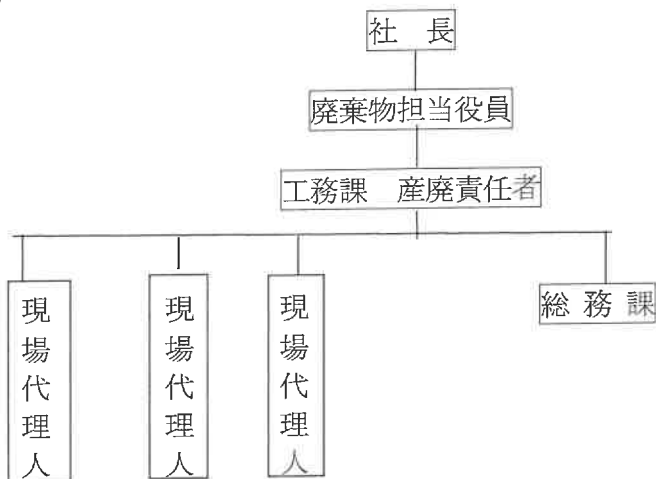 社 長
廃棄物担当役員
工務課 産廃責任者
現場代理人
現場代理人
現場代理人
総務課